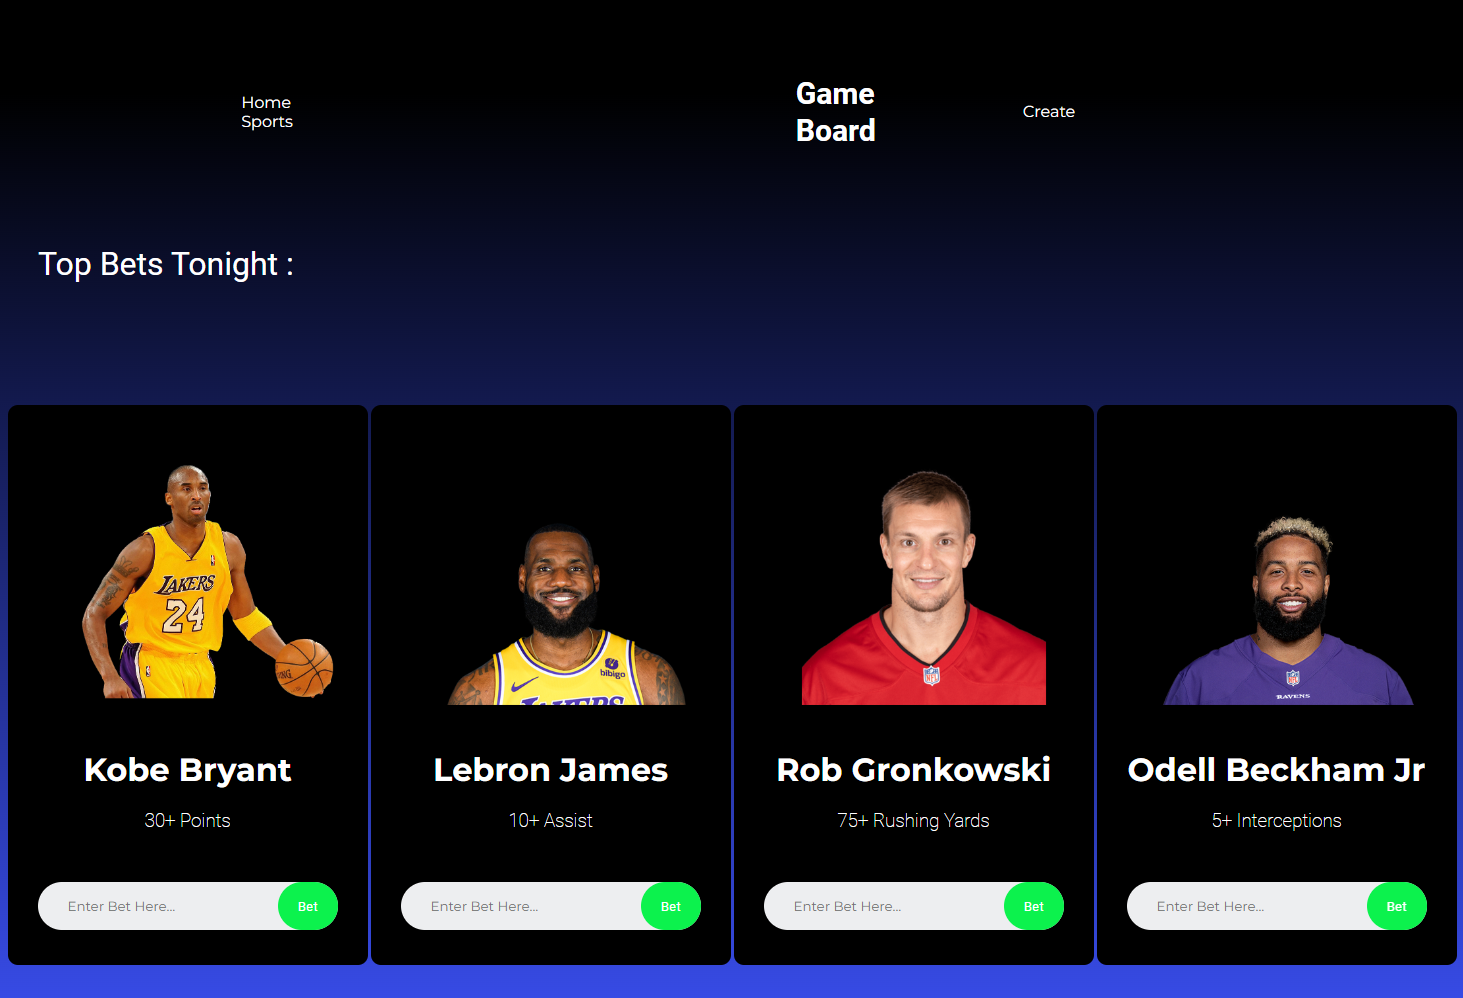 Home
Sports
Game
Board
Create
Top Bets Tonight :
LAKERS
24
bibigo
NFL
NFL
RAVENS
Kobe Bryant
Lebron James
Rob Gronkowski
Odell Beckham Jr
30+ Points
10+ Assist
75+ Rushing Yards
5+ Interceptions
Enter Bet Here...
Bet
Enter Bet Here...
Bet
Enter Bet Here...
Bet
Enter Bet Here...
Bet